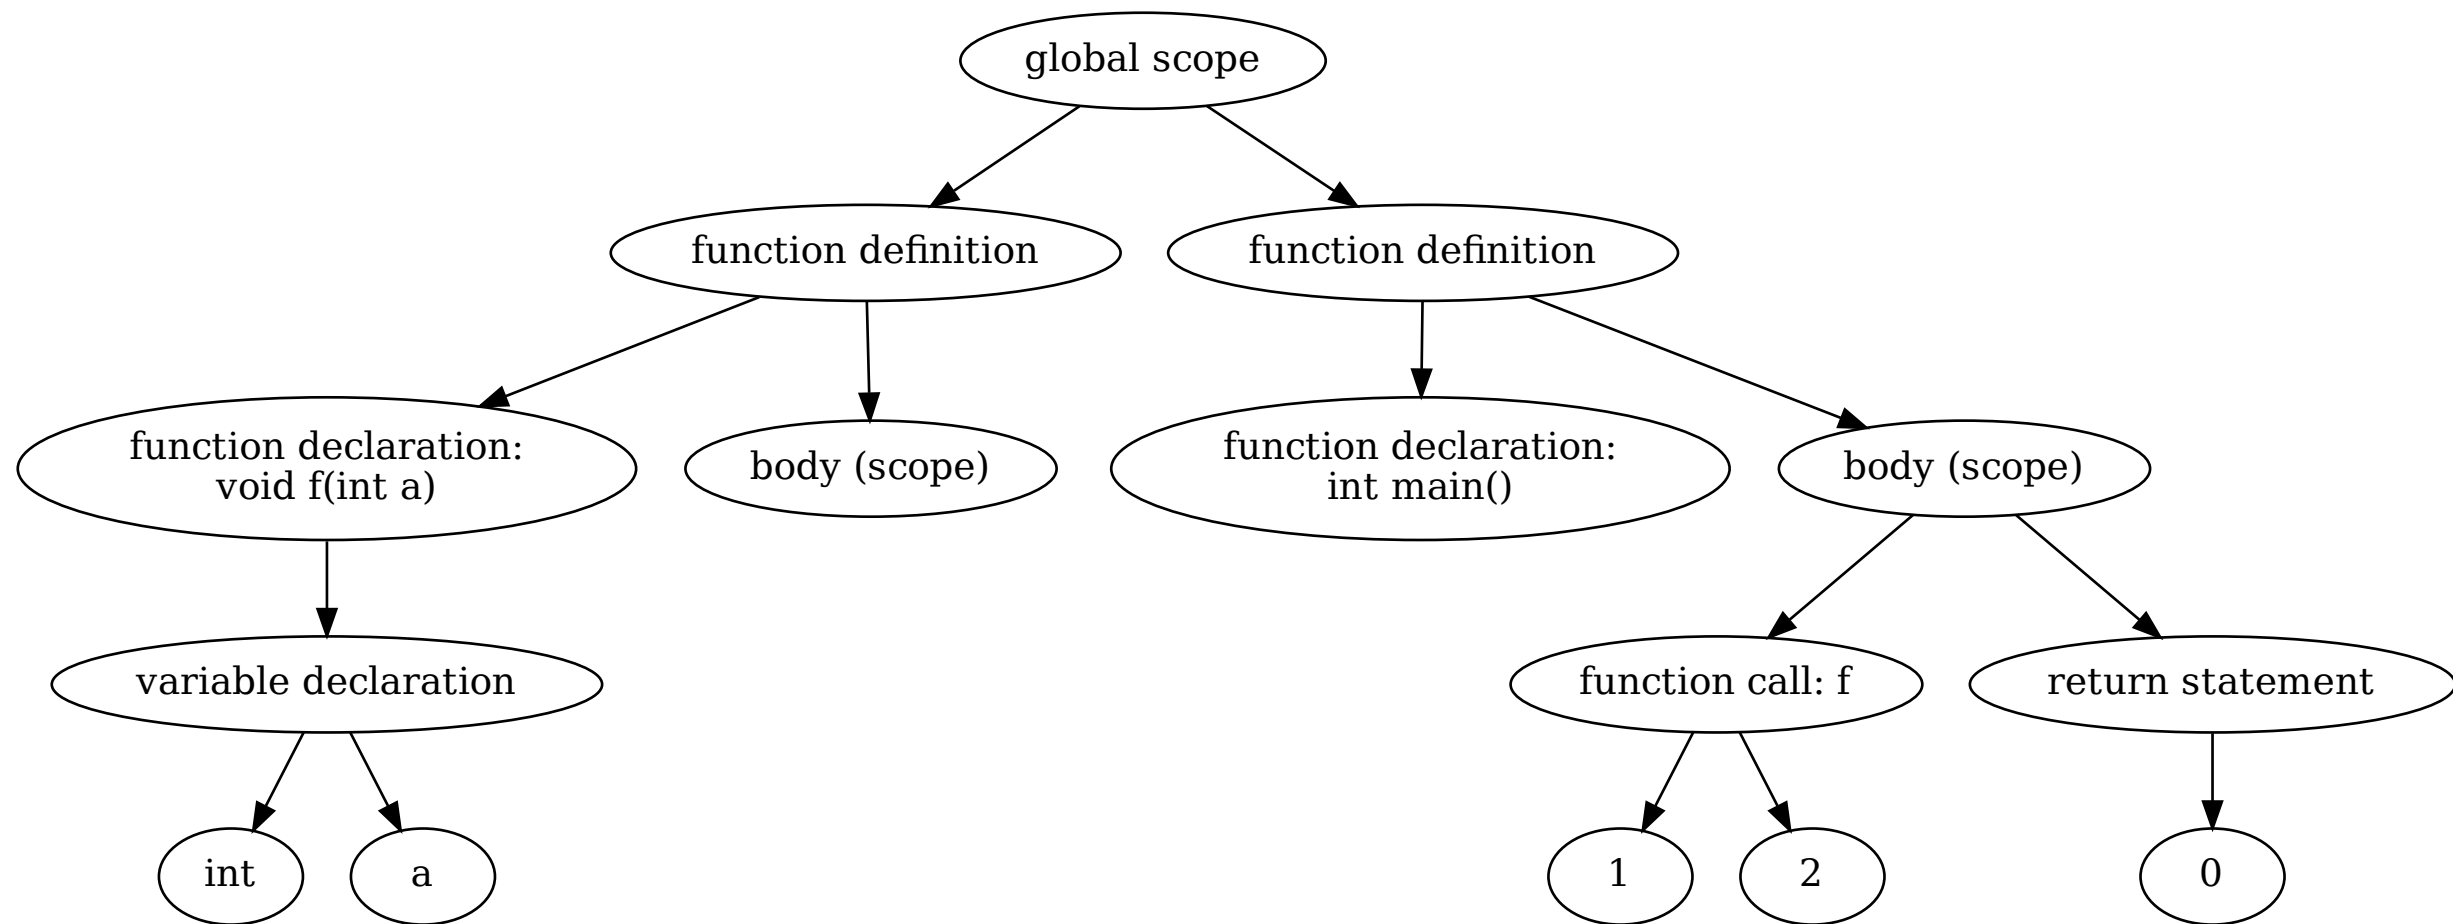 global scope
function definition
function definition
function declaration:
void f(int a)
body (scope)
function declaration:
int main()
body (scope)
variable declaration
function call: f
return statement
int
a
1
2
0